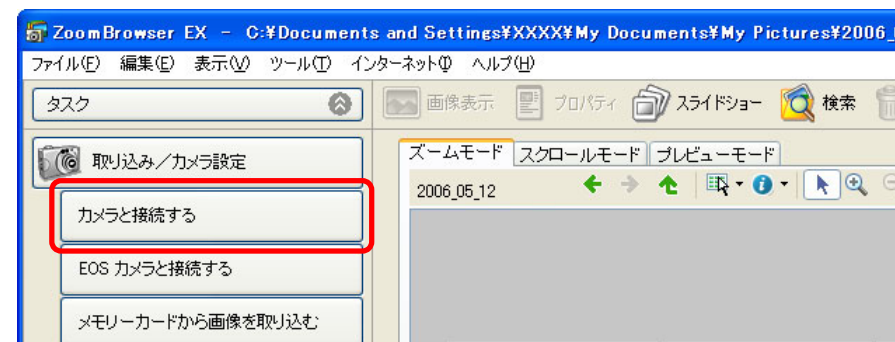 ZoomBrowser EX - C:¥Documents and Settings¥XXXX¥My Documents¥My Pictures¥2006_
ファイル(F) 編集(E) 表示(V) ツール(T) インターネット(I) ヘルプ(H)
タスク
画像表示 プロパティ スライドショー 検索
取り込み／カメラ設定
ズームモード スクロールモード プレビューモード
2006_05_12
カメラと接続する
EOS カメラと接続する
メモリーカードから画像を取り込む